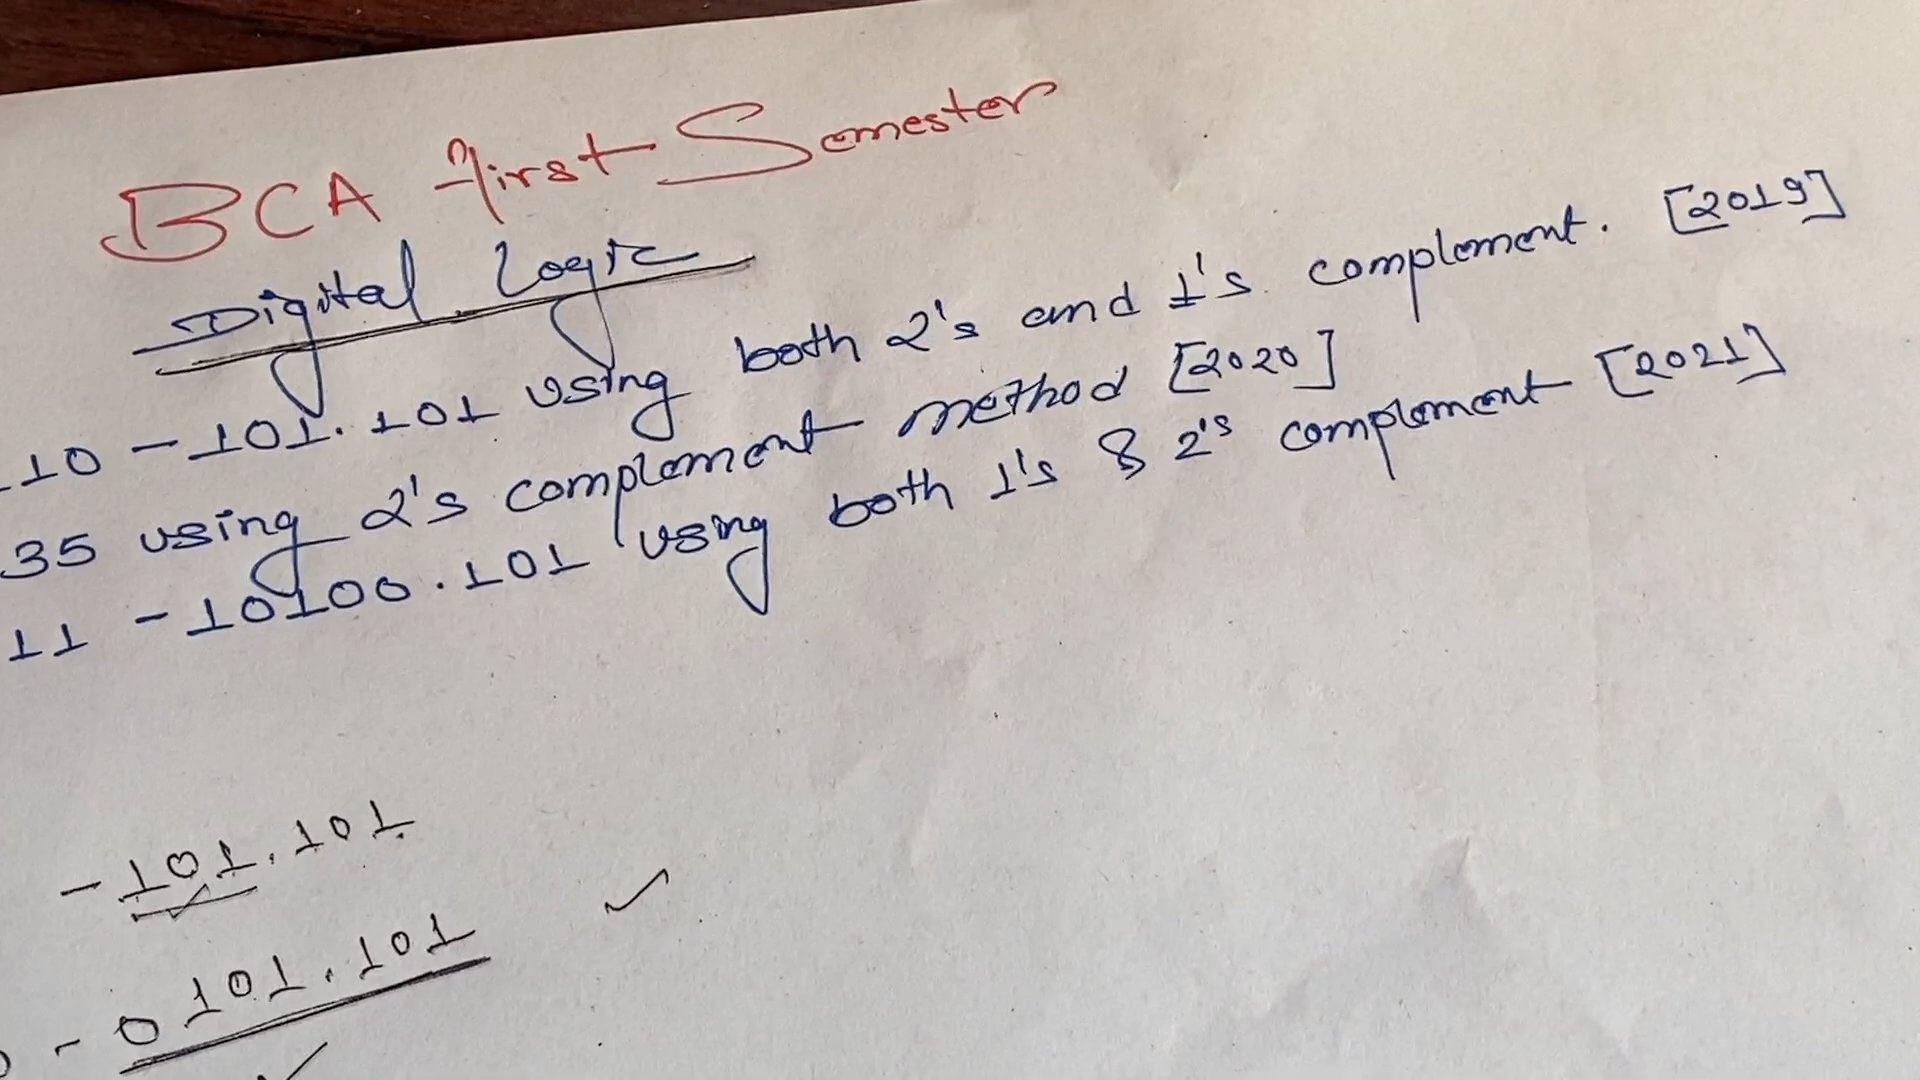 BCA first Semester
Digital Logic
10 - 101.101 using both 2's and 1's complement. [2019]
35 using 2's complement method [2020]
11 - 10100.101 using both 1's & 2's complement [2021]
- 101.101
- 0101.101